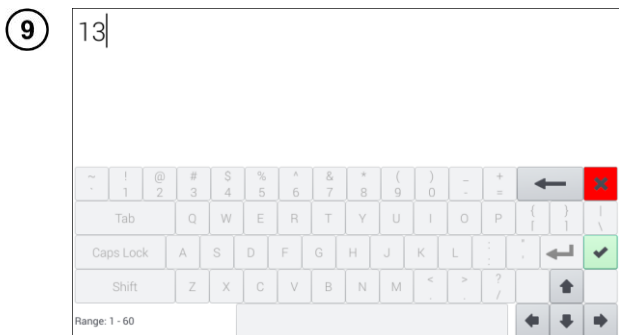 9
13
~ ! @ # $ % ^ & * ( ) _ +
` 1 2 3 4 5 6 7 8 9 0 - =
Tab Q W E R T Y U I O P { } |
[ ] \
Caps Lock A S D F G H J K L : "
; '
Shift Z X C V B N M < > ?
, . /
Range: 1 - 60